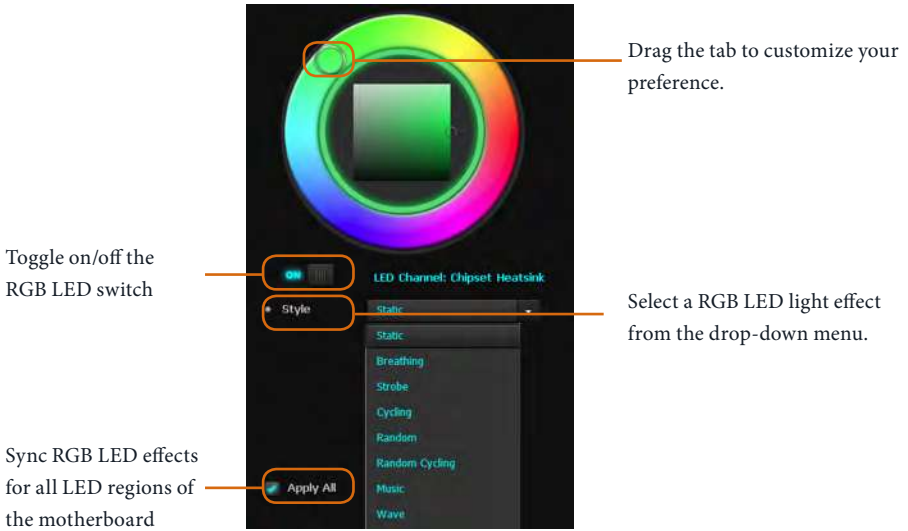 Drag the tab to customize your
preference.
Toggle on/off the
RGB LED switch
ON
LED Channel: Chipset Heatsink
Style
Static
Select a RGB LED light effect
from the drop-down menu.
Static
Breathing
Strobe
Cycling
Random
Random Cycling
Music
Wave
Sync RGB LED effects
for all LED regions of
the motherboard
Apply All